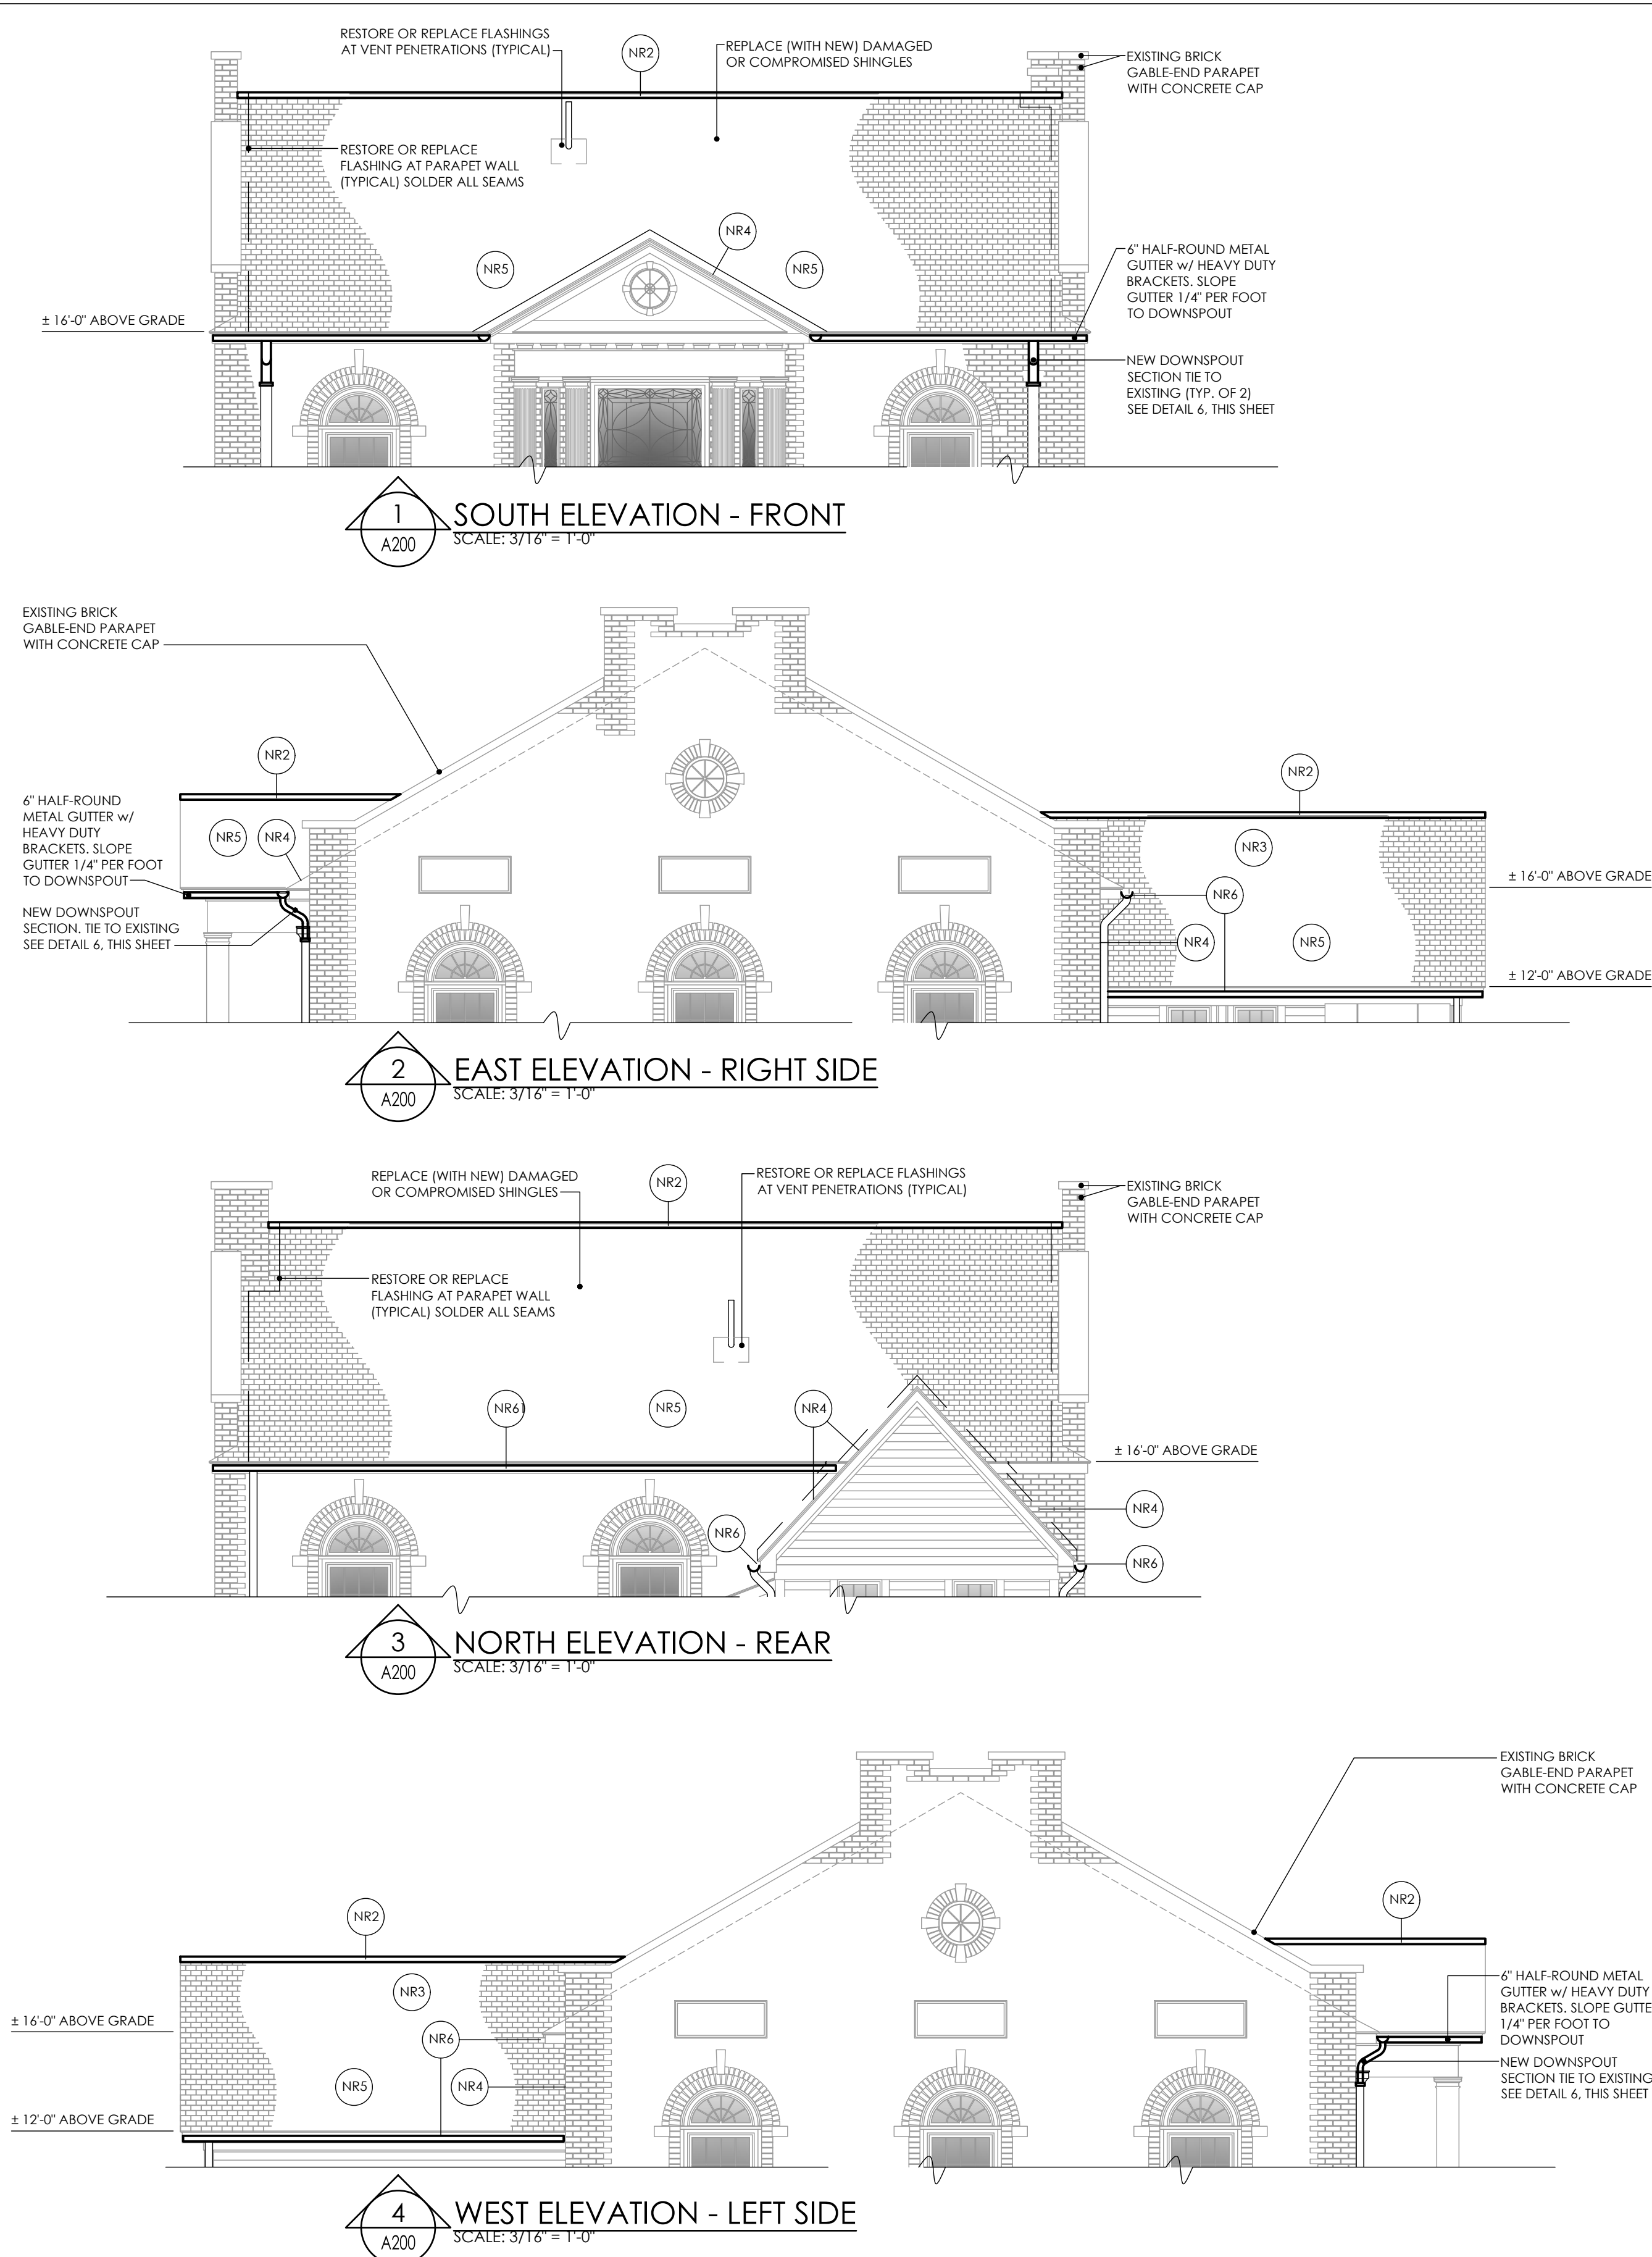 RESTORE OR REPLACE FLASHINGS
AT VENT PENETRATIONS (TYPICAL)
NR2
REPLACE (WITH NEW) DAMAGED
OR COMPROMISED SHINGLES
EXISTING BRICK
GABLE-END PARAPET
WITH CONCRETE CAP
RESTORE OR REPLACE
FLASHING AT PARAPET WALL
(TYPICAL) SOLDER ALL SEAMS
NR4
NR5
NR5
6" HALF-ROUND METAL
GUTTER w/ HEAVY DUTY
BRACKETS. SLOPE
GUTTER 1/4" PER FOOT
TO DOWNSPOUT
± 16'-0" ABOVE GRADE
NEW DOWNSPOUT
SECTION TIE TO
EXISTING (TYP. OF 2)
SEE DETAIL 6, THIS SHEET
1
A200
SOUTH ELEVATION - FRONT
SCALE: 3/16" = 1'-0"
EXISTING BRICK
GABLE-END PARAPET
WITH CONCRETE CAP
NR2
NR2
6" HALF-ROUND
METAL GUTTER w/
HEAVY DUTY
BRACKETS. SLOPE
GUTTER 1/4" PER FOOT
TO DOWNSPOUT
NR5
NR4
NR3
± 16'-0" ABOVE GRADE
NR6
NEW DOWNSPOUT
SECTION. TIE TO EXISTING
SEE DETAIL 6, THIS SHEET
NR4
NR5
± 12'-0" ABOVE GRADE
2
A200
EAST ELEVATION - RIGHT SIDE
SCALE: 3/16" = 1'-0"
REPLACE (WITH NEW) DAMAGED
OR COMPROMISED SHINGLES
NR2
RESTORE OR REPLACE FLASHINGS
AT VENT PENETRATIONS (TYPICAL)
EXISTING BRICK
GABLE-END PARAPET
WITH CONCRETE CAP
RESTORE OR REPLACE
FLASHING AT PARAPET WALL
(TYPICAL) SOLDER ALL SEAMS
NR61
NR5
NR4
± 16'-0" ABOVE GRADE
NR4
NR6
NR6
3
A200
NORTH ELEVATION - REAR
SCALE: 3/16" = 1'-0"
EXISTING BRICK
GABLE-END PARAPET
WITH CONCRETE CAP
NR2
NR2
NR3
6" HALF-ROUND METAL
GUTTER w/ HEAVY DUTY
BRACKETS. SLOPE GUTTE
1/4" PER FOOT TO
DOWNSPOUT
± 16'-0" ABOVE GRADE
NR6
NR5
NR4
NEW DOWNSPOUT
SECTION TIE TO EXISTING
SEE DETAIL 6, THIS SHEET
± 12'-0" ABOVE GRADE
4
A200
WEST ELEVATION - LEFT SIDE
SCALE: 3/16" = 1'-0"